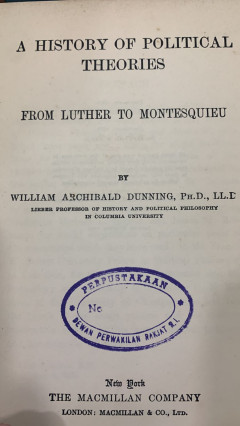 A HISTORY OF POLITICAL
THEORIES
FROM LUTHER TO MONTESQUIEU
BY
WILLIAM ARCHIBALD DUNNING, PH.D., LL.D
LIEBER PROFESSOR OF HISTORY AND POLITICAL PHILOSOPHY
IN COLUMBIA UNIVERSITY
PERPUSTAKAAN
No
DEWAN PERWAKILAN RAKJAT R.I.
New York
THE MACMILLAN COMPANY
LONDON: MACMILLAN & CO., LTD.